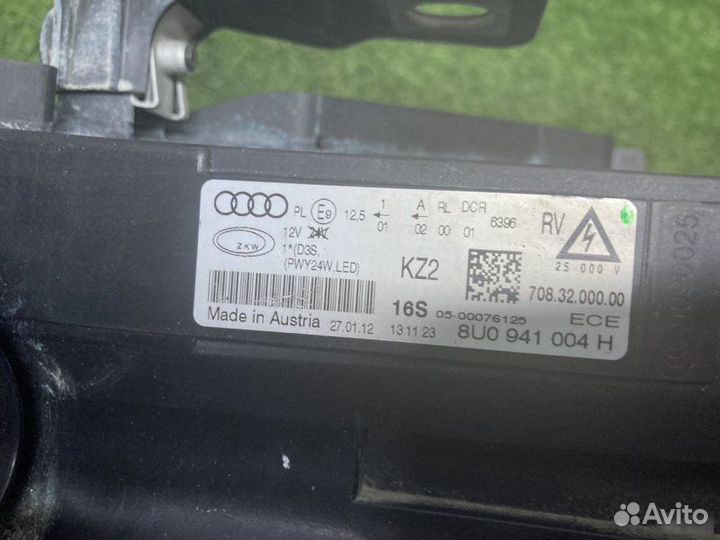 PL E9 12,5 1 A RL DCR
01 02 00 01 6396 RV
12V 24V
ZKW 1*(D3S,
(PWY24W,LED) KZ2
25 000 V
708.32.000.00
16S 05-00076125 ECE
Made in Austria 27.01.12 13:11:23 8U0 941 004 H
Avito